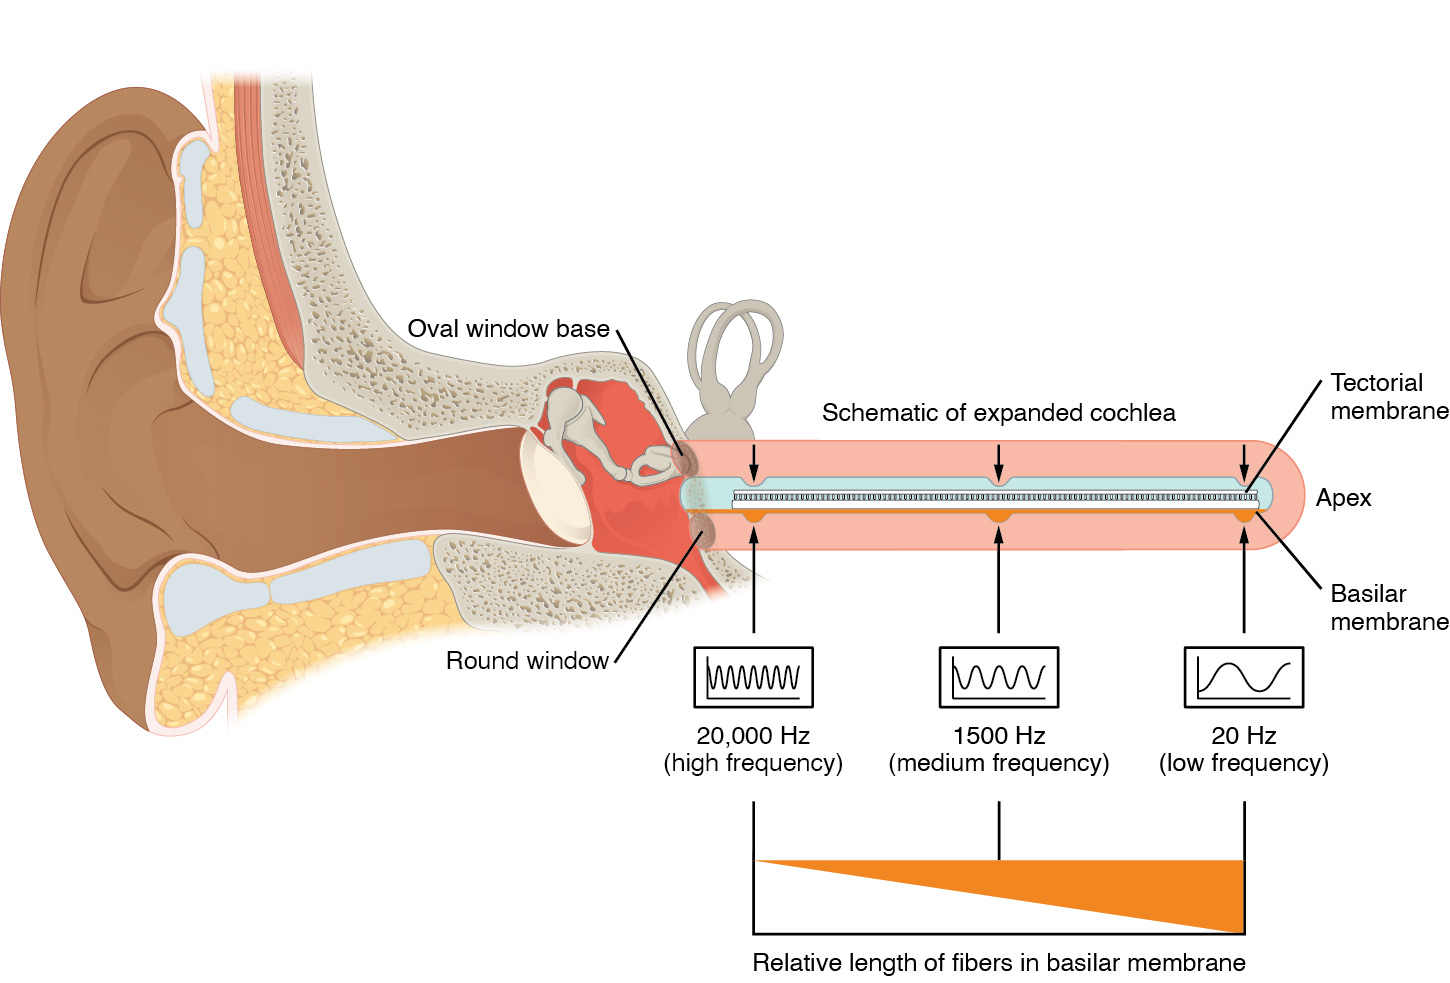 Oval window base
Schematic of expanded cochlea
Tectorial
membrane
Apex
Basilar
membrane
Round window
20,000 Hz
(high frequency)
1500 Hz
(medium frequency)
20 Hz
(low frequency)
Relative length of fibers in basilar membrane